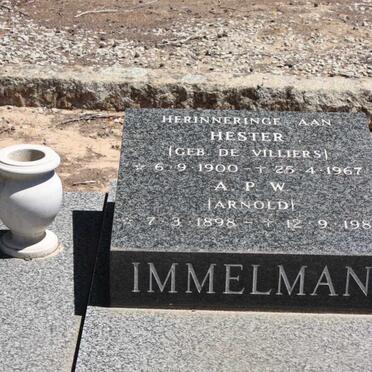 HERINNERINGE AAN
HESTER
(GEB. DE VILLIERS)
☆ 6·9·1900 - ✝ 25·4·1967
A P W
(ARNOLD)
☆ 7·3·1898 - ✝ 12·9·198
IMMELMAN